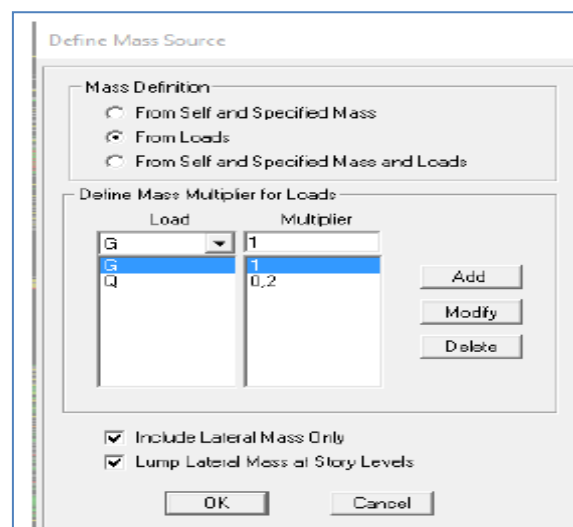 Define Mass Source
Mass Definition
From Self and Specified Mass
From Loads
From Self and Specified Mass and Loads
Define Mass Multiplier for Loads
Load Multiplier
G 1
G 1
Q 0,2
Add
Modify
Delete
Include Lateral Mass Only
Lump Lateral Mass at Story Levels
OK Cancel